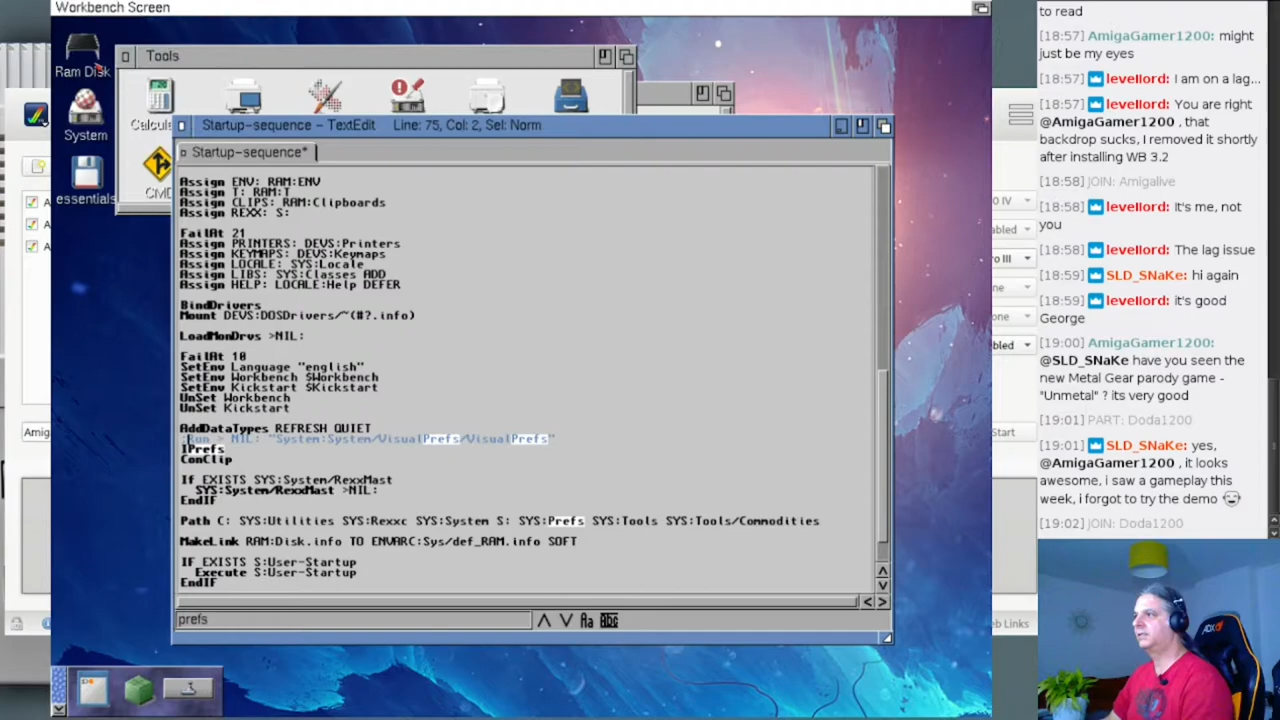 Workbench Screen
Ram Disk
System
essentials
Tools
Startup-sequence – TextEdit Line: 75, Col: 2, Sel: Norm
Startup-sequence*
Assign ENV: RAM:ENV
Assign T: RAM:T
Assign CLIPS: RAM:Clipboards
Assign REXX: S:
FailAt 21
Assign PRINTERS: DEVS:Printers
Assign KEYMAPS: DEVS:Keymaps
Assign LOCALE: SYS:Locale
Assign LIBS: SYS:Classes ADD
Assign HELP: LOCALE:Help DEFER
BindDrivers
Mount DEVS:DOSDrivers/~(#?.info)
LoadMonDrvs >NIL:
FailAt 10
SetEnv Language "english"
SetEnv Workbench $Workbench
SetEnv Kickstart $Kickstart
UnSet Workbench
UnSet Kickstart
AddDataTypes REFRESH QUIET
;Run > NIL: "System:System/VisualPrefs/VisualPrefs"
IPrefs
ConClip
If EXISTS SYS:System/RexxMast
SYS:System/RexxMast >NIL:
EndIF
Path C: SYS:Utilities SYS:Rexxc SYS:System S: SYS:Prefs SYS:Tools SYS:Tools/Commodities
MakeLink RAM:Disk.info TO ENVARC:Sys/def_RAM.info SOFT
IF EXISTS S:User-Startup
Execute S:User-Startup
EndIF
prefs
Aa
Abc
Amig
Start
to read
[18:57] AmigaGamer1200: might
just be my eyes
[18:57] levellord: I am on a lag...
[18:57] levellord: You are right
@AmigaGamer1200 , that
backdrop sucks, I removed it shortly
after installing WB 3.2
[18:58] JOIN: Amigalive
[18:58] levellord: It's me, not
you
[18:58] levellord: The lag issue
[18:59] SLD_SNaKe: hi again
[18:59] levellord: it's good
George
[19:00] AmigaGamer1200:
@SLD_SNaKe have you seen the
new Metal Gear parody game -
"Unmetal" ? its very good
[19:01] PART: Doda1200
[19:01] SLD_SNaKe: yes,
@AmigaGamer1200 , it looks
awesome, i saw a gameplay this
week, i forgot to try the demo
[19:02] JOIN: Doda1200